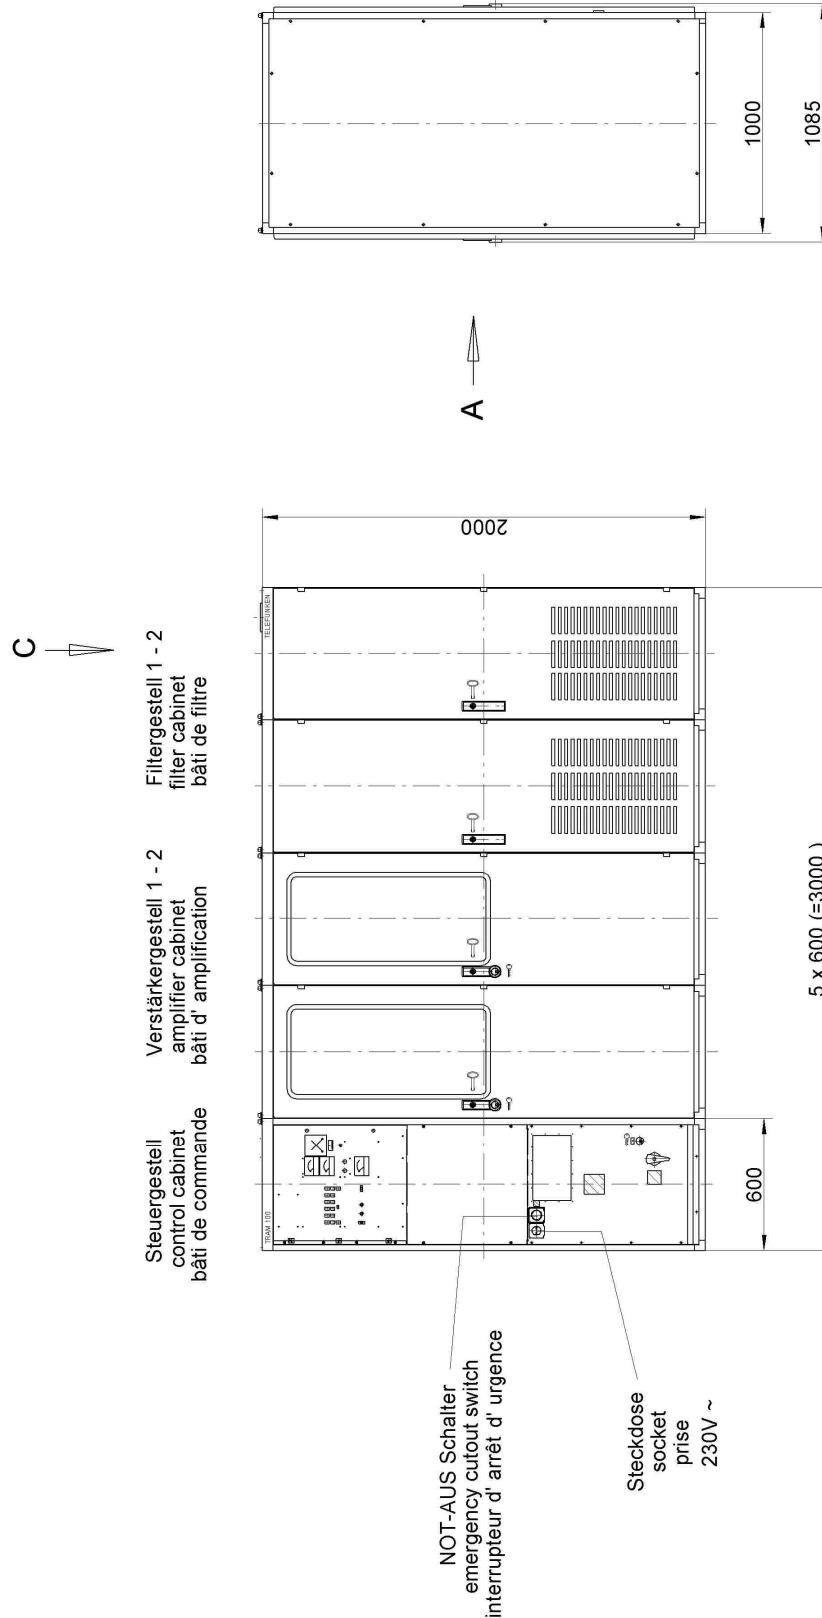 C
A
Steuergestell
control cabinet
bâti de commande
Verstärkergestell 1 - 2
amplifier cabinet
bâti d' amplification
Filtergestell 1 - 2
filter cabinet
bâti de filtre
TRAM 100
TELEFUNKEN
2000
600
5 x 600 (=3000 )
1000
1085
NOT-AUS Schalter
emergency cutout switch
interrupteur d' arrêt d' urgence
Steckdose
socket
prise
230V ~